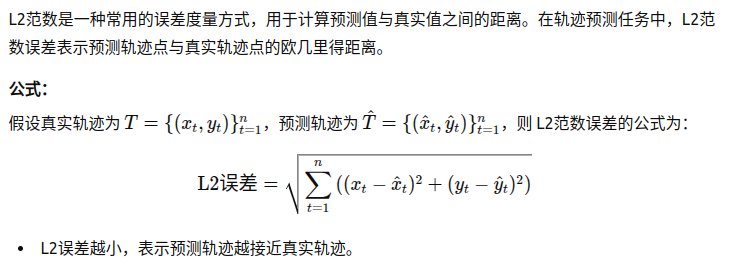 L2范数是一种常用的误差度量方式，用于计算预测值与真实值之间的距离。在轨迹预测任务中，L2范
数误差表示预测轨迹点与真实轨迹点的欧几里得距离。
公式：
假设真实轨迹为 $T = \{(x_t, y_t)\}_{t=1}^{n}$，预测轨迹为 $\hat{T} = \{(\hat{x}_t, \hat{y}_t)\}_{t=1}^{n}$，则 L2范数误差的公式为：
$\text{L2误差} = \sqrt{\sum_{t=1}^{n} ((x_t - \hat{x}_t)^2 + (y_t - \hat{y}_t)^2)}$
• L2误差越小，表示预测轨迹越接近真实轨迹。